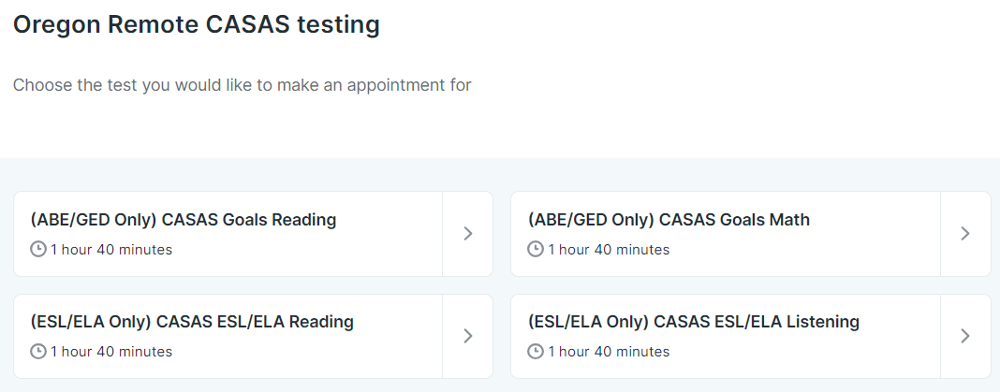 Oregon Remote CASAS testing
Choose the test you would like to make an appointment for
(ABE/GED Only) CASAS Goals Reading
1 hour 40 minutes
(ABE/GED Only) CASAS Goals Math
1 hour 40 minutes
(ESL/ELA Only) CASAS ESL/ELA Reading
1 hour 40 minutes
(ESL/ELA Only) CASAS ESL/ELA Listening
1 hour 40 minutes